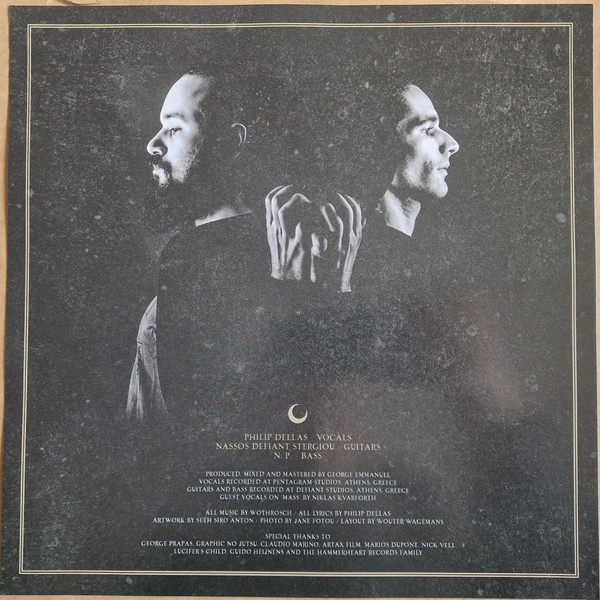 PHILIP DELLAS · VOCALS
NASSOS DEFIANT STERGIOU · GUITARS ·
N. P. · BASS
PRODUCED, MIXED AND MASTERED BY GEORGE EMMANUEL
VOCALS RECORDED AT PENTAGRAM STUDIOS, ATHENS, GREECE
GUITARS AND BASS RECORDED AT DEFIANT STUDIOS, ATHENS, GREECE
GUEST VOCALS ON "MASS" BY NIKLAS KVARFORTH
ALL MUSIC BY WOTHROSCH · ALL LYRICS BY PHILIP DELLAS
ARTWORK BY SETH SIRO ANTON · PHOTO BY JANE FOTOU · LAYOUT BY WOUTER WAGEMANS
SPECIAL THANKS TO
GEORGE PRAPAS, GRAPHIC NO JUTSU, CLAUDIO MARINO, ARTAX FILM, MARIOS DUPONT, NICK VELL
LUCIFER'S CHILD, GUIDO HEIJNENS AND THE HAMMERHEART RECORDS FAMILY